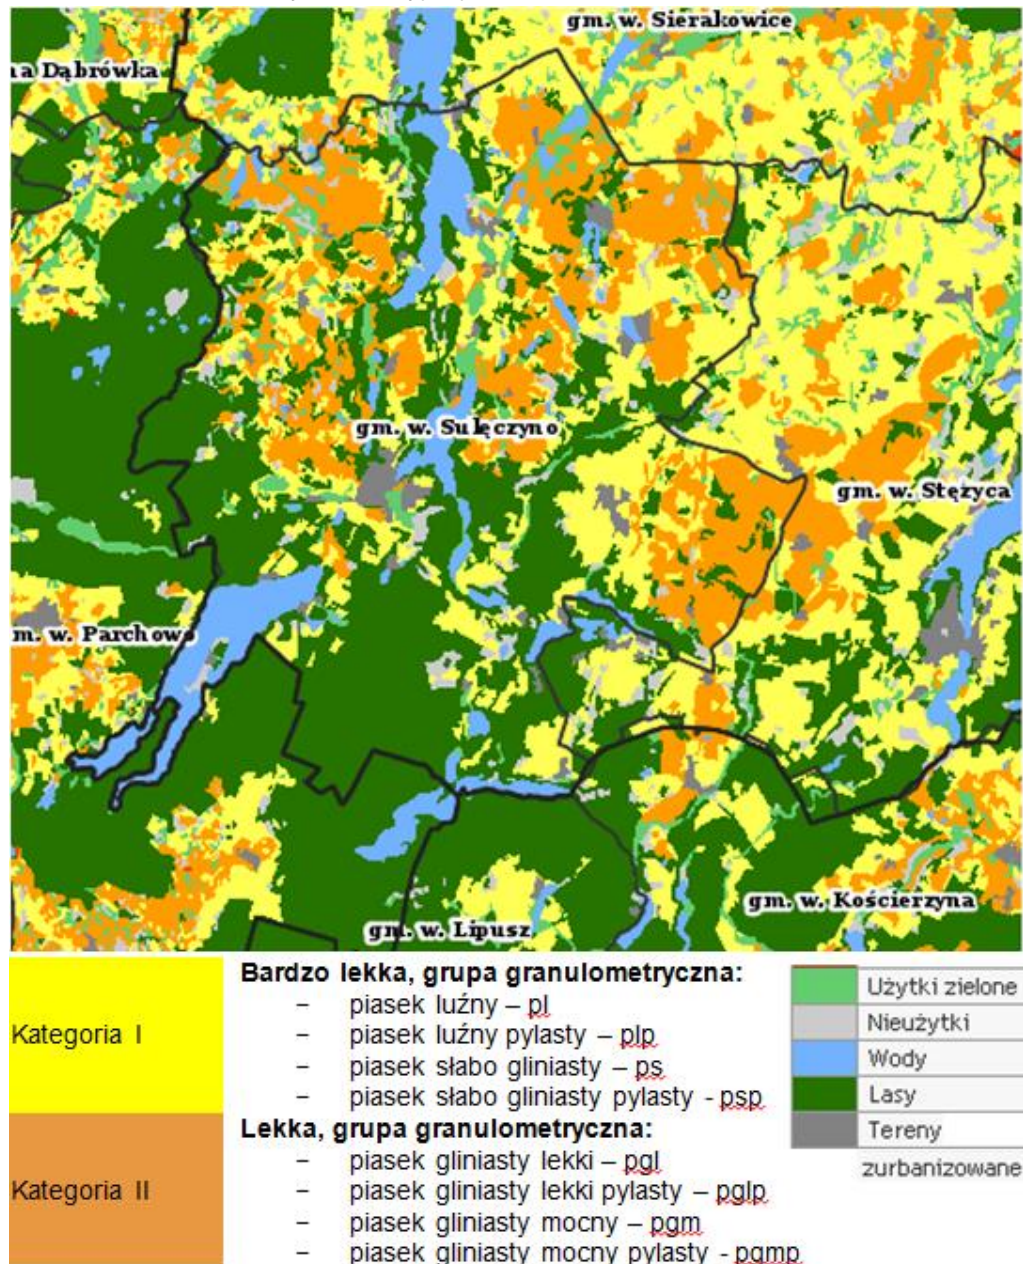 gm. w. Sierakowice
na Dąbrówka
gm. w. Sulęczyno
gm. w. Stężyca
m. w. Parchowo
gm. w. Kościerzyna
gm. w. Lipusz
Kategoria I
Bardzo lekka, grupa granulometryczna:
- piasek luźny – pl
- piasek luźny pylasty – plp
- piasek słabo gliniasty – ps
- piasek słabo gliniasty pylasty - psp
Kategoria II
Lekka, grupa granulometryczna:
- piasek gliniasty lekki – pgl
- piasek gliniasty lekki pylasty – pglp
- piasek gliniasty mocny – pgm
- piasek gliniasty mocny pylasty - pgmp
Użytki zielone
Nieużytki
Wody
Lasy
Tereny
zurbanizowane